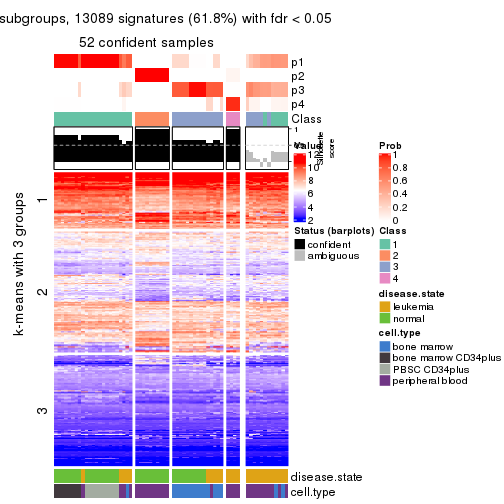 subgroups, 13089 signatures (61.8%) with fdr < 0.05
52 confident samples
p1
p2
p3
p4
Class
1
Silhouette
score
k-means with 3 groups
1
2
3
disease.state
cell.type
Value
12
10
8
6
4
2
Status (barplots)
confident
ambiguous
Prob
1
0.8
0.6
0.4
0.2
0
Class
1
2
3
4
disease.state
leukemia
normal
cell.type
bone marrow
bone marrow CD34plus
PBSC CD34plus
peripheral blood